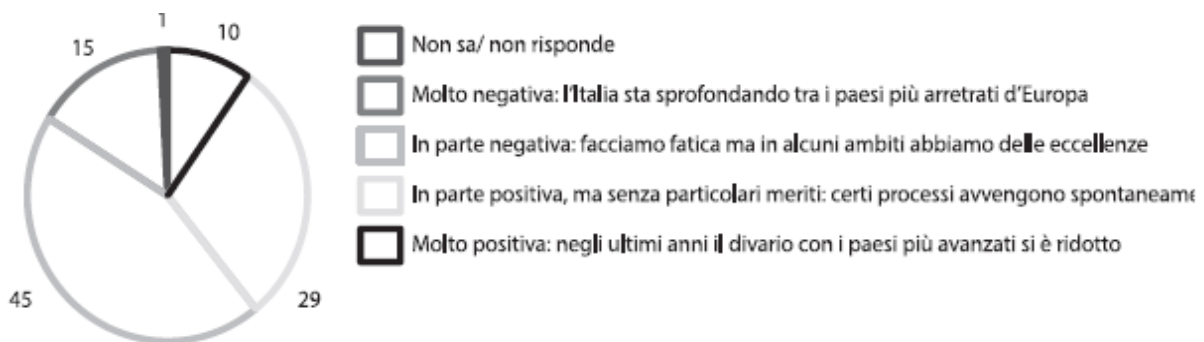 1
10
15
45
29
Non sa/ non risponde
Molto negativa: l'Italia sta sprofondando tra i paesi più arretrati d'Europa
In parte negativa: facciamo fatica ma in alcuni ambiti abbiamo delle eccellenze
In parte positiva, ma senza particolari meriti: certi processi avvengono spontaneame
Molto positiva: negli ultimi anni il divario con i paesi più avanzati si è ridotto